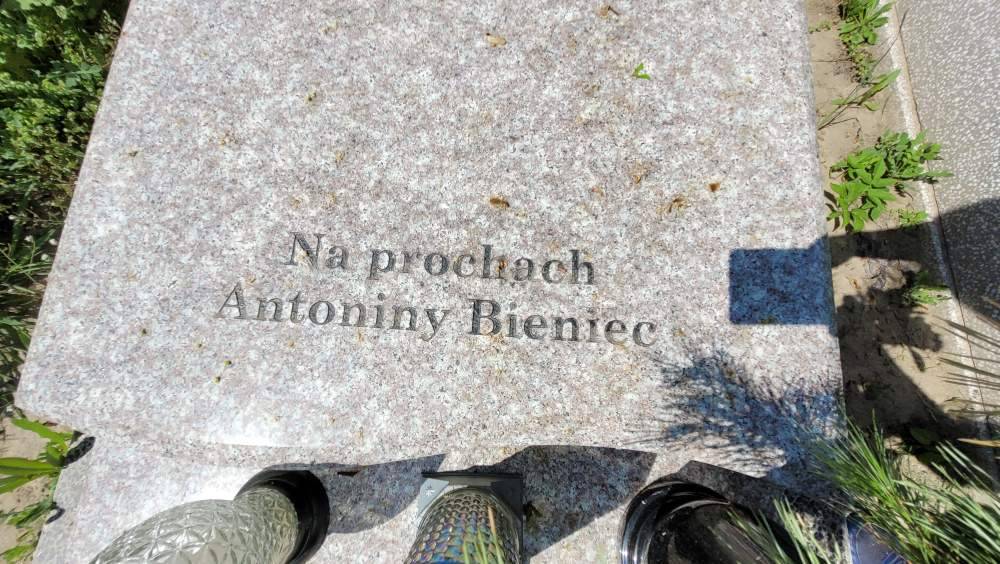 Na prochach
Antoniny Bieniec